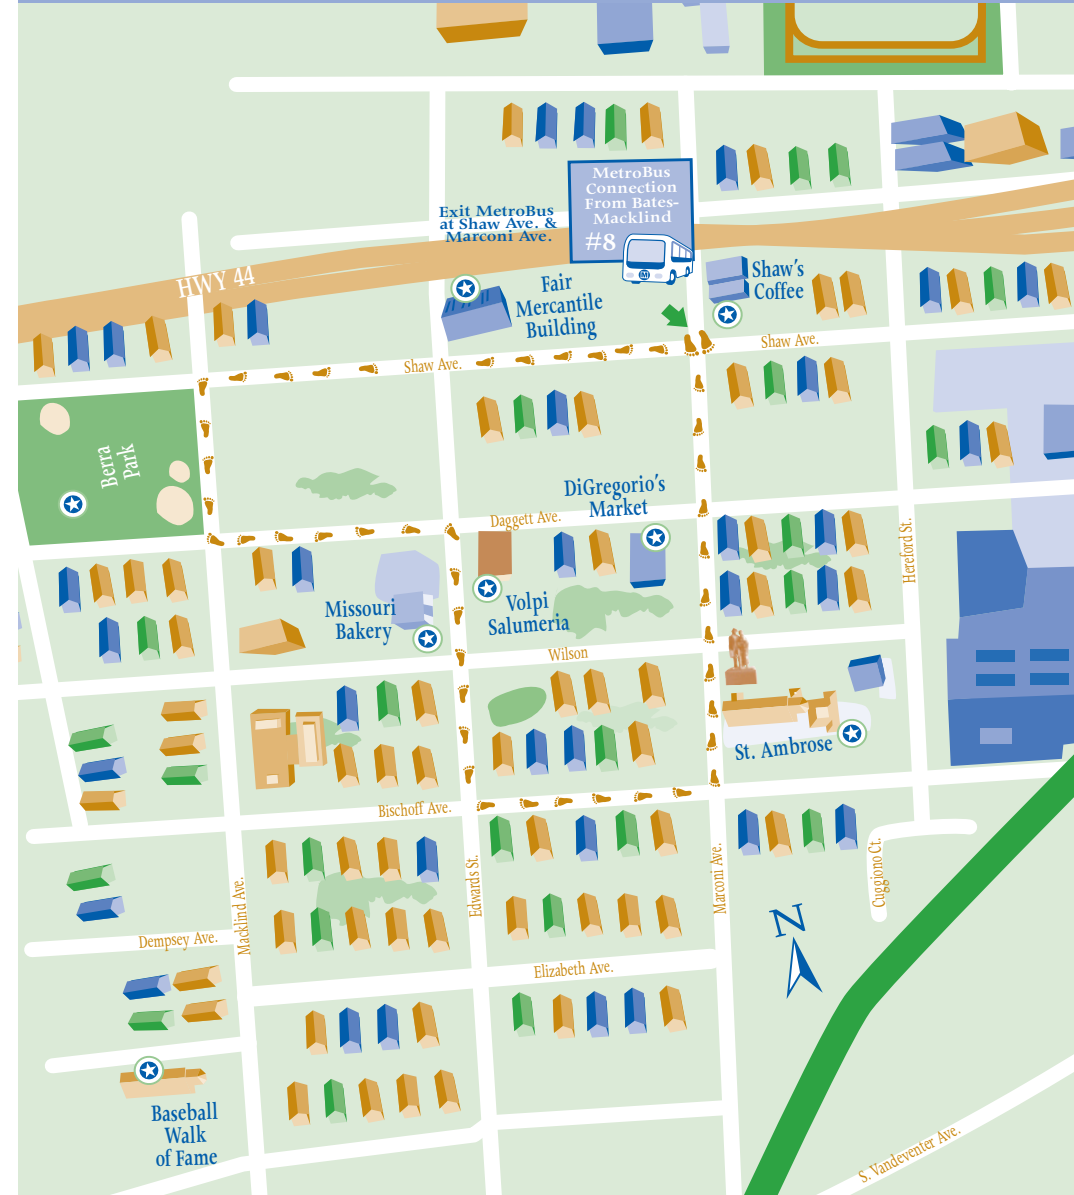 MetroBus
Connection
From Bates-
Macklind
#8
M
Exit MetroBus
at Shaw Ave. &
Marconi Ave.
HWY 44
Fair
Mercantile
Building
Shaw's
Coffee
Shaw Ave.
Shaw Ave.
Berra
Park
DiGregorio's
Market
Daggett Ave.
Hereford St.
Missouri
Bakery
Volpi
Salumeria
Wilson
St. Ambrose
Bischoff Ave.
Macklind Ave.
Edwards St.
Marconi Ave.
Cuggiono Ct.
Dempsey Ave.
Elizabeth Ave.
N
Baseball
Walk
of Fame
S. Vandeventer Ave.